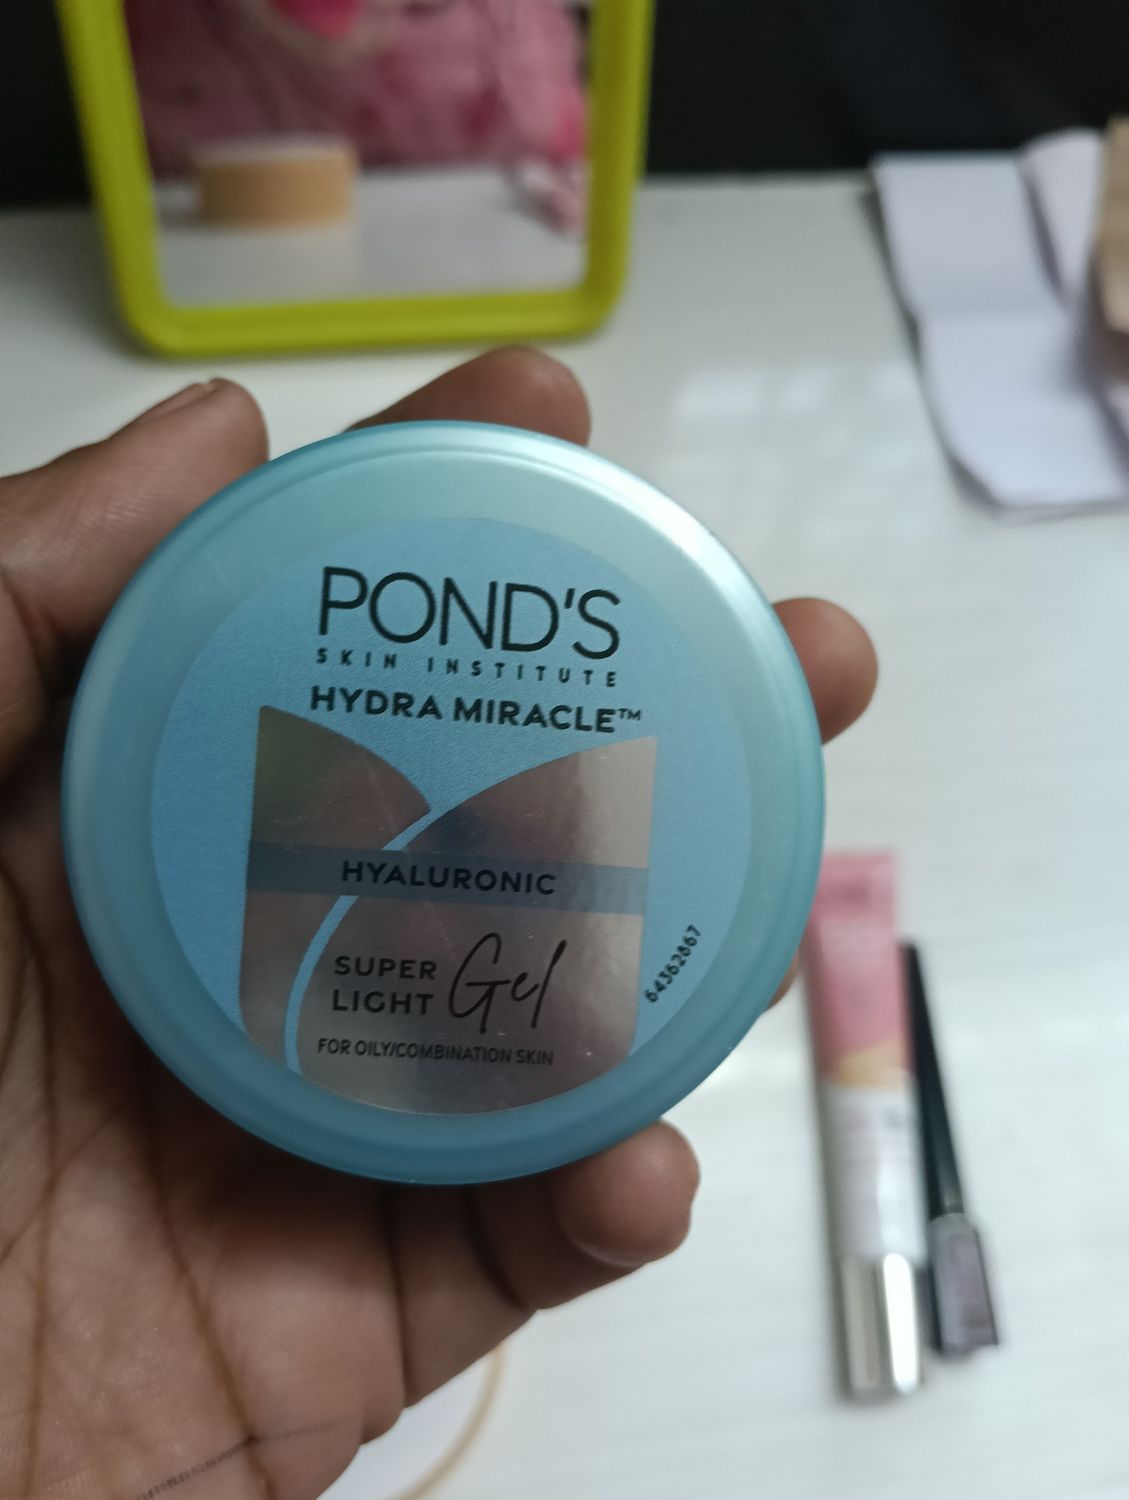 POND'S
SKIN INSTITUTE
HYDRA MIRACLE™
HYALURONIC
SUPER LIGHT Gel
FOR OILY/COMBINATION SKIN
64362867